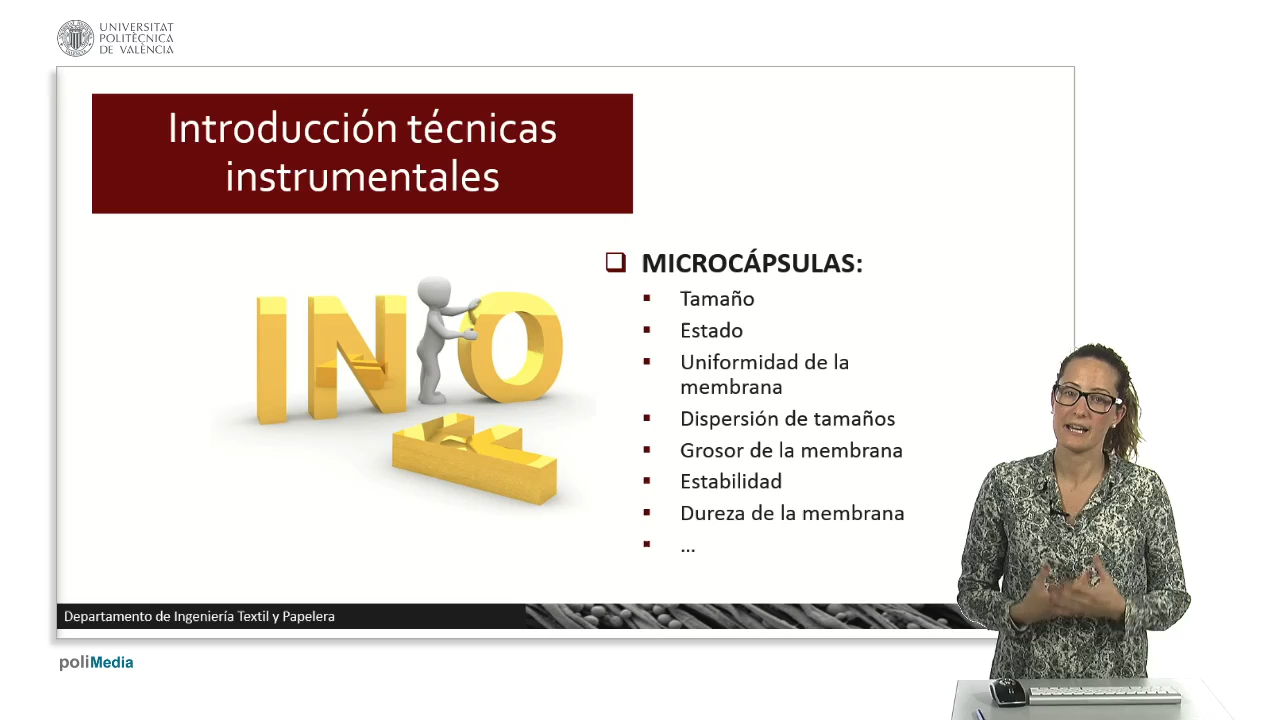 UNIVERSITAT
POLITÈCNICA
DE VALÈNCIA
Introducción técnicas
instrumentales
INFO
❑ MICROCÁPSULAS:
▪ Tamaño
▪ Estado
▪ Uniformidad de la
membrana
▪ Dispersión de tamaños
▪ Grosor de la membrana
▪ Estabilidad
▪ Dureza de la membrana
▪ ...
Departamento de Ingeniería Textil y Papelera
poliMedia